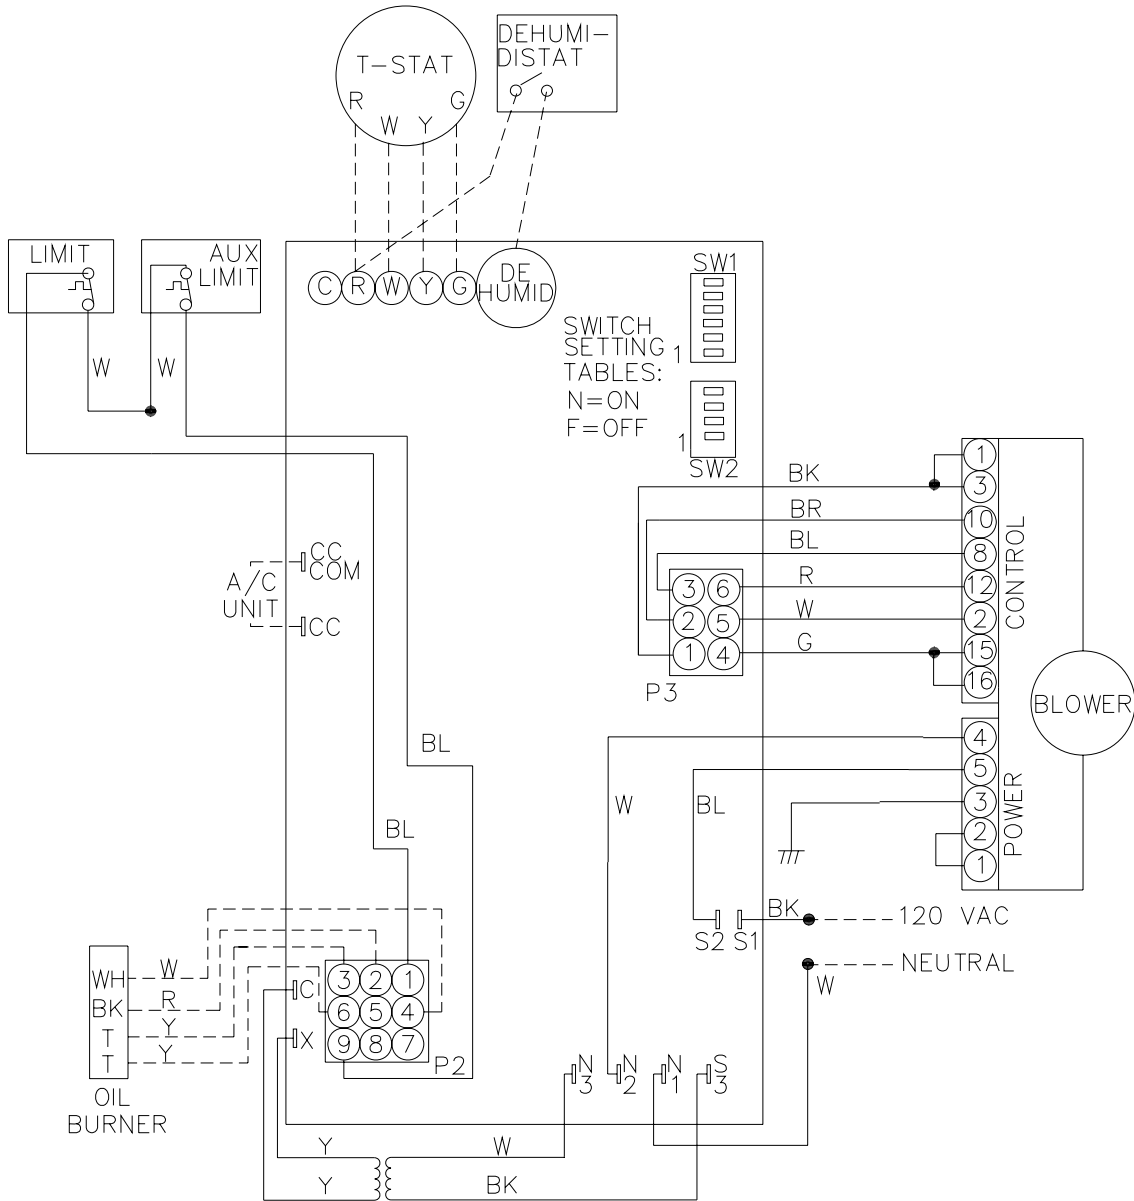 T-STAT
R
W
Y
G
DEHUMI-
DISTAT
LIMIT
AUX
LIMIT
W
W
C
R
W
Y
G
DE
HUMID
SW1
1
SWITCH
SETTING
TABLES:
N=ON
F=OFF
1
SW2
BK
BR
BL
R
W
G
1
3
10
8
12
2
15
16
CONTROL
3
6
2
5
1
4
P3
BLOWER
CC
COM
A/C
UNIT
CC
BL
BL
W
BL
4
5
3
2
1
POWER
BK
120 VAC
S2
S1
NEUTRAL
W
WH
BK
T
T
W
R
Y
Y
OIL
BURNER
C
X
3
2
1
6
5
4
9
8
7
P2
N
3
N
2
N
1
S
3
Y
W
Y
BK